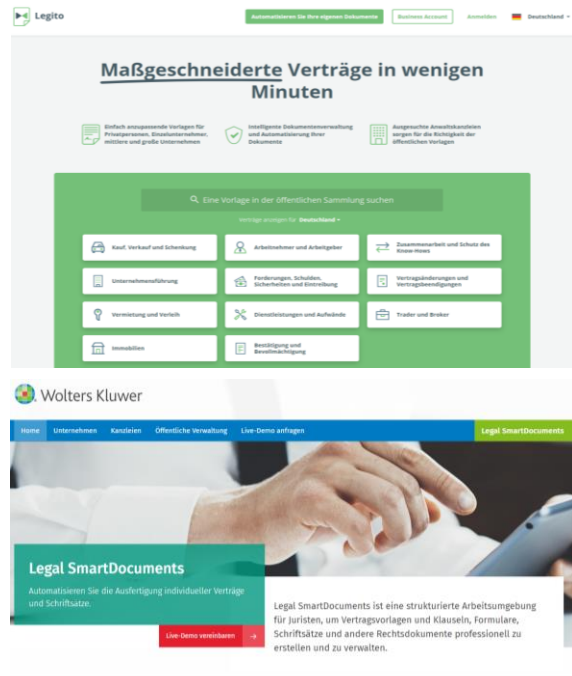 Legito
Automatisieren Sie Ihre eigenen Dokumente
Business Account
Anmelden
Deutschland
Maßgeschneiderte Verträge in wenigen
Minuten
Einfach anzupassende Vorlagen für
Privatpersonen, Einzelunternehmer,
mittlere und große Unternehmen
Intelligente Dokumentenverwaltung
und Automatisierung Ihrer
Dokumente
Ausgesuchte Anwaltskanzleien
sorgen für die Richtigkeit der
öffentlichen Vorlagen
Eine Vorlage in der öffentlichen Sammlung suchen
Verträge anzeigen für Deutschland
Kauf, Verkauf und Schenkung
Arbeitnehmer und Arbeitgeber
Zusammenarbeit und Schutz des
Know-Hows
Unternehmensführung
Forderungen, Schulden,
Sicherheiten und Eintreibung
Vertragsänderungen und
Vertragsbeendigungen
Vermietung und Verleih
Dienstleistungen und Aufwände
Trader und Broker
Immobilien
Bestätigung und
Bevollmächtigung
Wolters Kluwer
Home
Unternehmen
Kanzleien
Öffentliche Verwaltung
Live-Demo anfragen
Legal SmartDocuments
Legal SmartDocuments
Automatisieren Sie die Ausfertigung individueller Verträge
und Schriftsätze.
Live-Demo vereinbaren
Legal SmartDocuments ist eine strukturierte Arbeitsumgebung
für Juristen, um Vertragsvorlagen und Klauseln, Formulare,
Schriftsätze und andere Rechtsdokumente professionell zu
erstellen und zu verwalten.